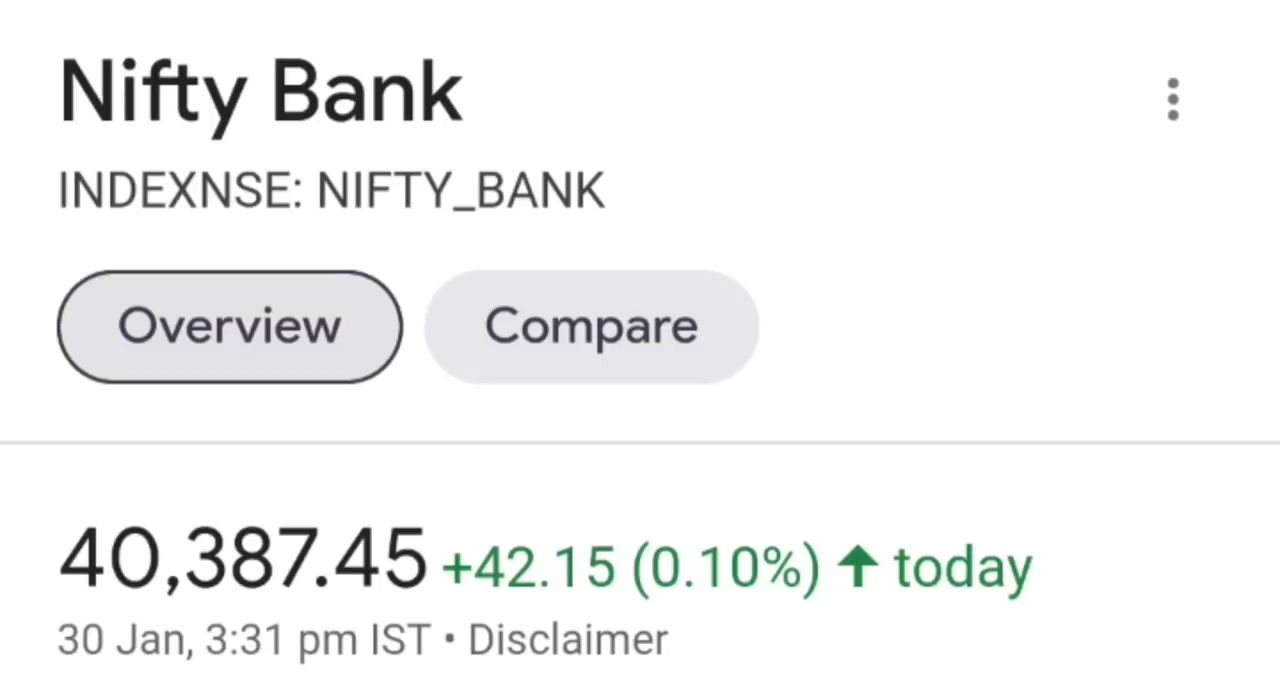 Nifty Bank
INDEXNSE: NIFTY_BANK
Overview Compare
40,387.45 +42.15 (0.10%) ↑ today
30 Jan, 3:31 pm IST • Disclaimer